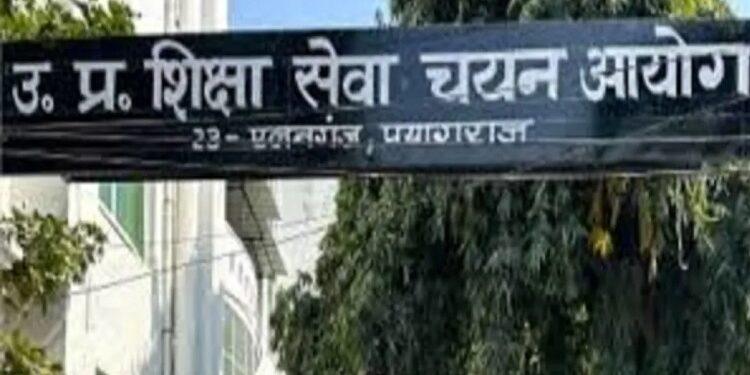 उ. प्र. शिक्षा सेवा चयन आयोग
23- एलनगंज, प्रयागराज